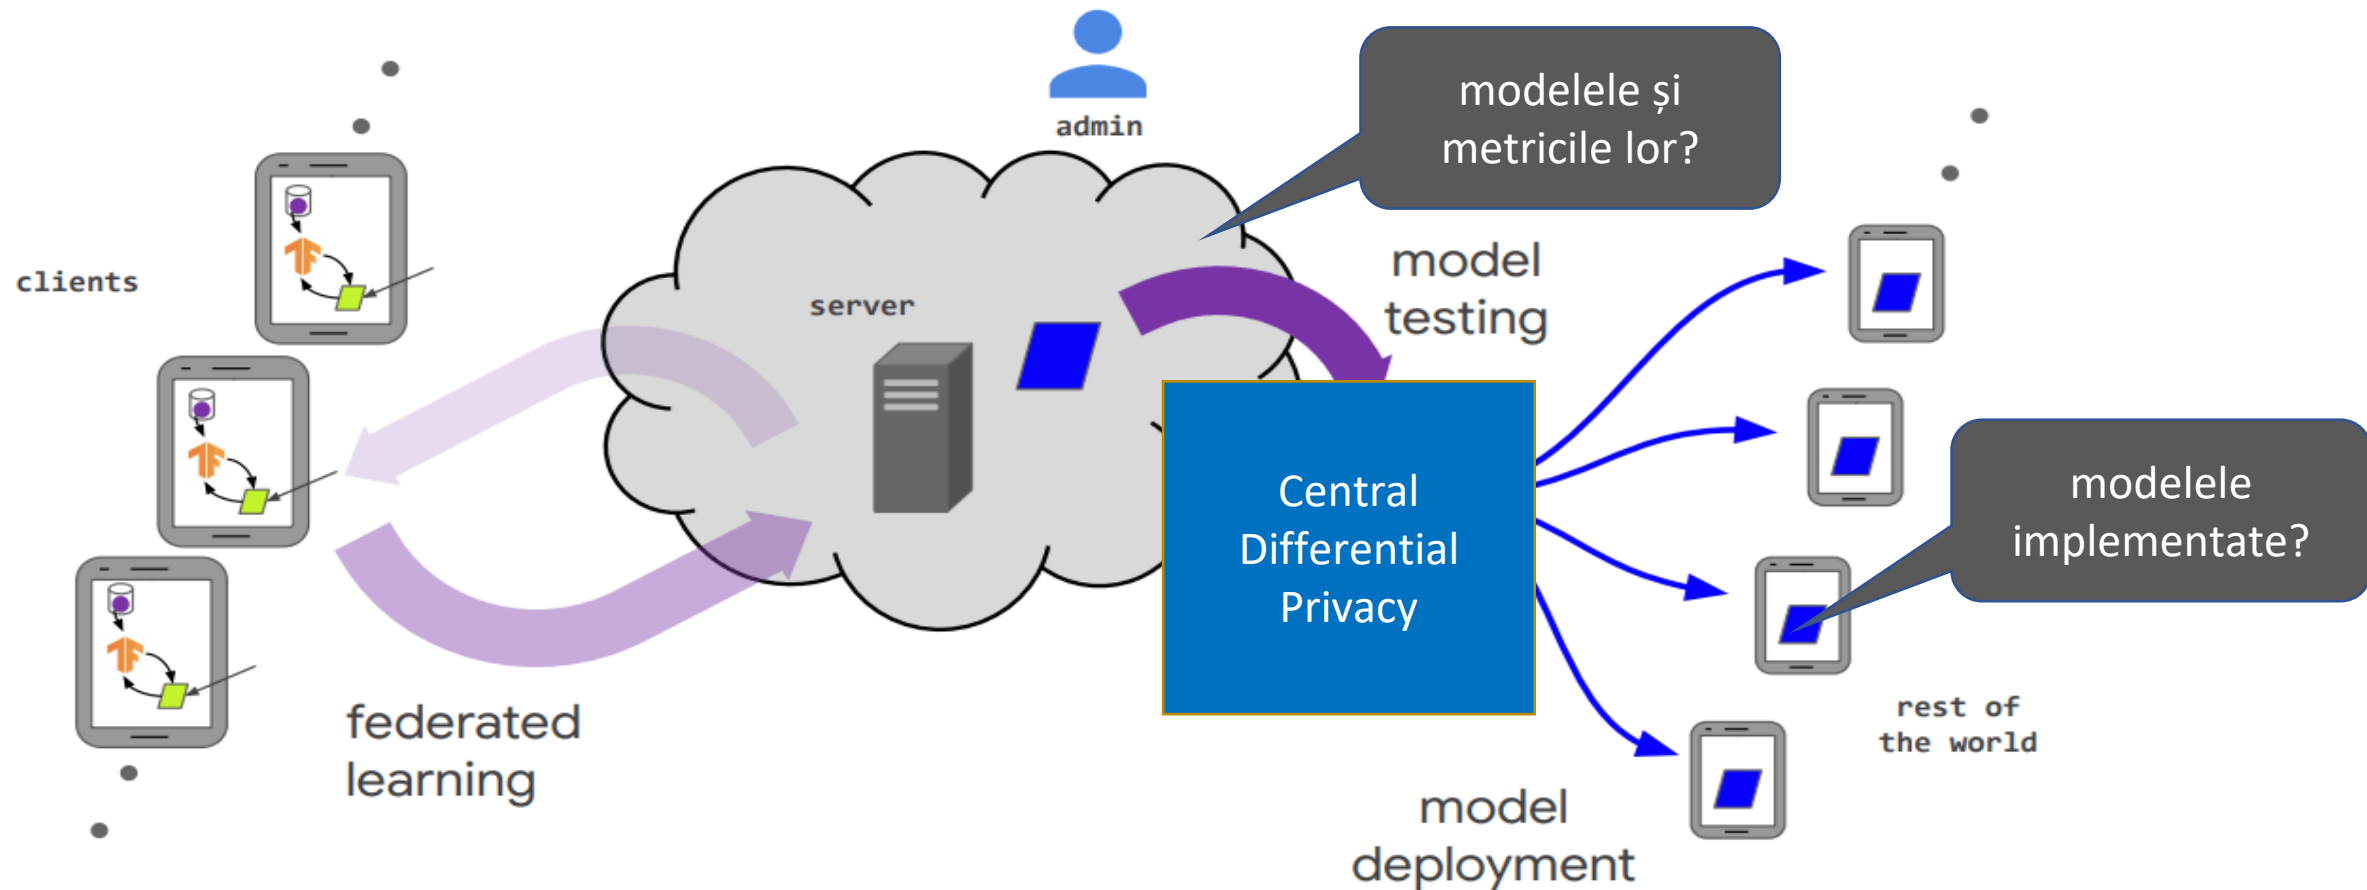 admin
modelele și
metricile lor?
clients
server
model
testing
Central
Differential
Privacy
modelele
implementate?
federated
learning
rest of
the world
model
deployment